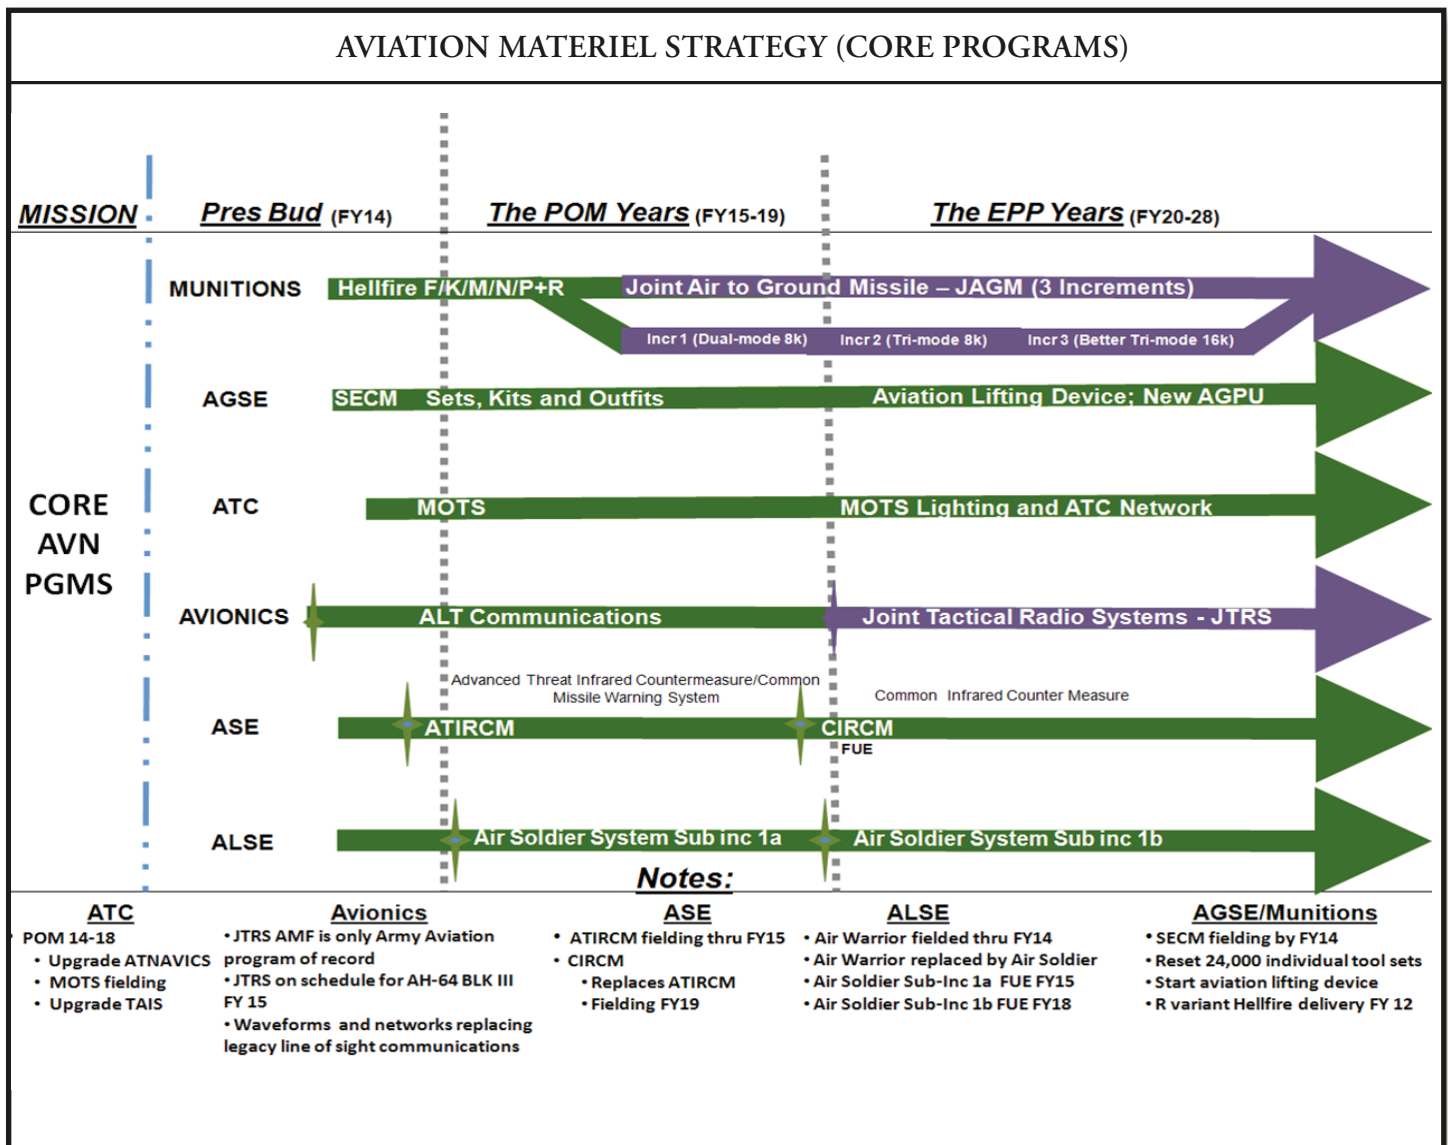 AVIATION MATERIEL STRATEGY (CORE PROGRAMS)
MISSION
Pres Bud (FY14)
The POM Years (FY15-19)
The EPP Years (FY20-28)
CORE
AVN
PGMS
MUNITIONS
Hellfire F/K/M/N/P+R
Joint Air to Ground Missile – JAGM (3 Increments)
Incr 1 (Dual-mode 8k)
Incr 2 (Tri-mode 8k)
Incr 3 (Better Tri-mode 16k)
AGSE
SECM
Sets, Kits and Outfits
Aviation Lifting Device; New AGPU
ATC
MOTS
MOTS Lighting and ATC Network
AVIONICS
ALT Communications
Joint Tactical Radio Systems - JTRS
Advanced Threat Infrared Countermeasure/Common
Missile Warning System
Common Infrared Counter Measure
ASE
ATIRCM
CIRCM
FUE
ALSE
Air Soldier System Sub inc 1a
Air Soldier System Sub inc 1b
Notes:
ATC
• POM 14-18
• Upgrade ATNAVICS
• MOTS fielding
• Upgrade TAIS
Avionics
• JTRS AMF is only Army Aviation
program of record
• JTRS on schedule for AH-64 BLK III
FY 15
• Waveforms and networks replacing
legacy line of sight communications
ASE
• ATIRCM fielding thru FY15
• CIRCM
• Replaces ATIRCM
• Fielding FY19
ALSE
• Air Warrior fielded thru FY14
• Air Warrior replaced by Air Soldier
• Air Soldier Sub-Inc 1a FUE FY15
• Air Soldier Sub-Inc 1b FUE FY18
AGSE/Munitions
• SECM fielding by FY14
• Reset 24,000 individual tool sets
• Start aviation lifting device
• R variant Hellfire delivery FY 12